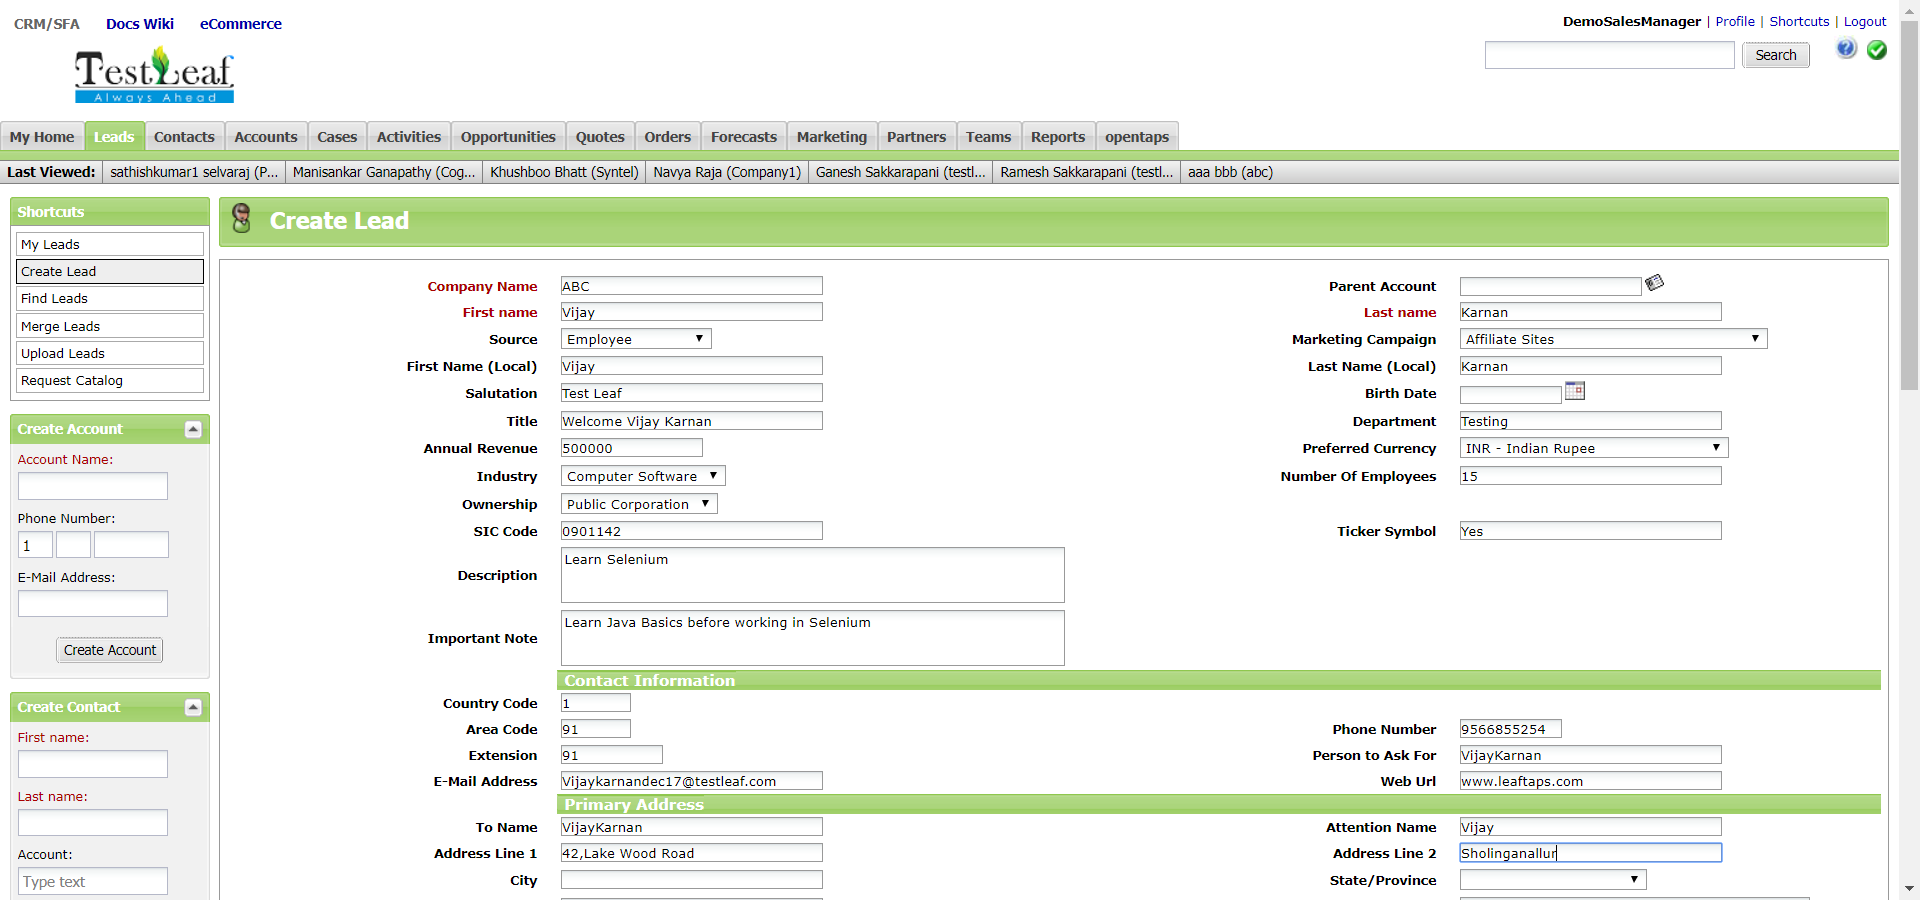 CRM/SFA Docs Wiki eCommerce
DemoSalesManager | Profile | Shortcuts | Logout
Search
TestLeaf
Always Ahead
My Home Leads Contacts Accounts Cases Activities Opportunities Quotes Orders Forecasts Marketing Partners Teams Reports opentaps
Last Viewed: sathishkumar1 selvaraj (P... Manisankar Ganapathy (Cog... Khushboo Bhatt (Syntel) Navya Raja (Company1) Ganesh Sakkarapani (testl... Ramesh Sakkarapani (testl... aaa bbb (abc)
Shortcuts
My Leads
Create Lead
Find Leads
Merge Leads
Upload Leads
Request Catalog
Create Account
Account Name:
Phone Number:
1
E-Mail Address:
Create Account
Create Contact
First name:
Last name:
Account:
Type text
Create Lead
Company Name ABC Parent Account
First name Vijay Last name Karnan
Source Employee Marketing Campaign Affiliate Sites
First Name (Local) Vijay Last Name (Local) Karnan
Salutation Test Leaf Birth Date
Title Welcome Vijay Karnan Department Testing
Annual Revenue 500000 Preferred Currency INR - Indian Rupee
Industry Computer Software Number Of Employees 15
Ownership Public Corporation
SIC Code 0901142 Ticker Symbol Yes
Description Learn Selenium
Important Note Learn Java Basics before working in Selenium
Contact Information
Country Code 1
Area Code 91 Phone Number 9566855254
Extension 91 Person to Ask For VijayKarnan
E-Mail Address Vijaykarnandec17@testleaf.com Web Url www.leaftaps.com
Primary Address
To Name VijayKarnan Attention Name Vijay
Address Line 1 42,Lake Wood Road Address Line 2 Sholinganallur
City State/Province